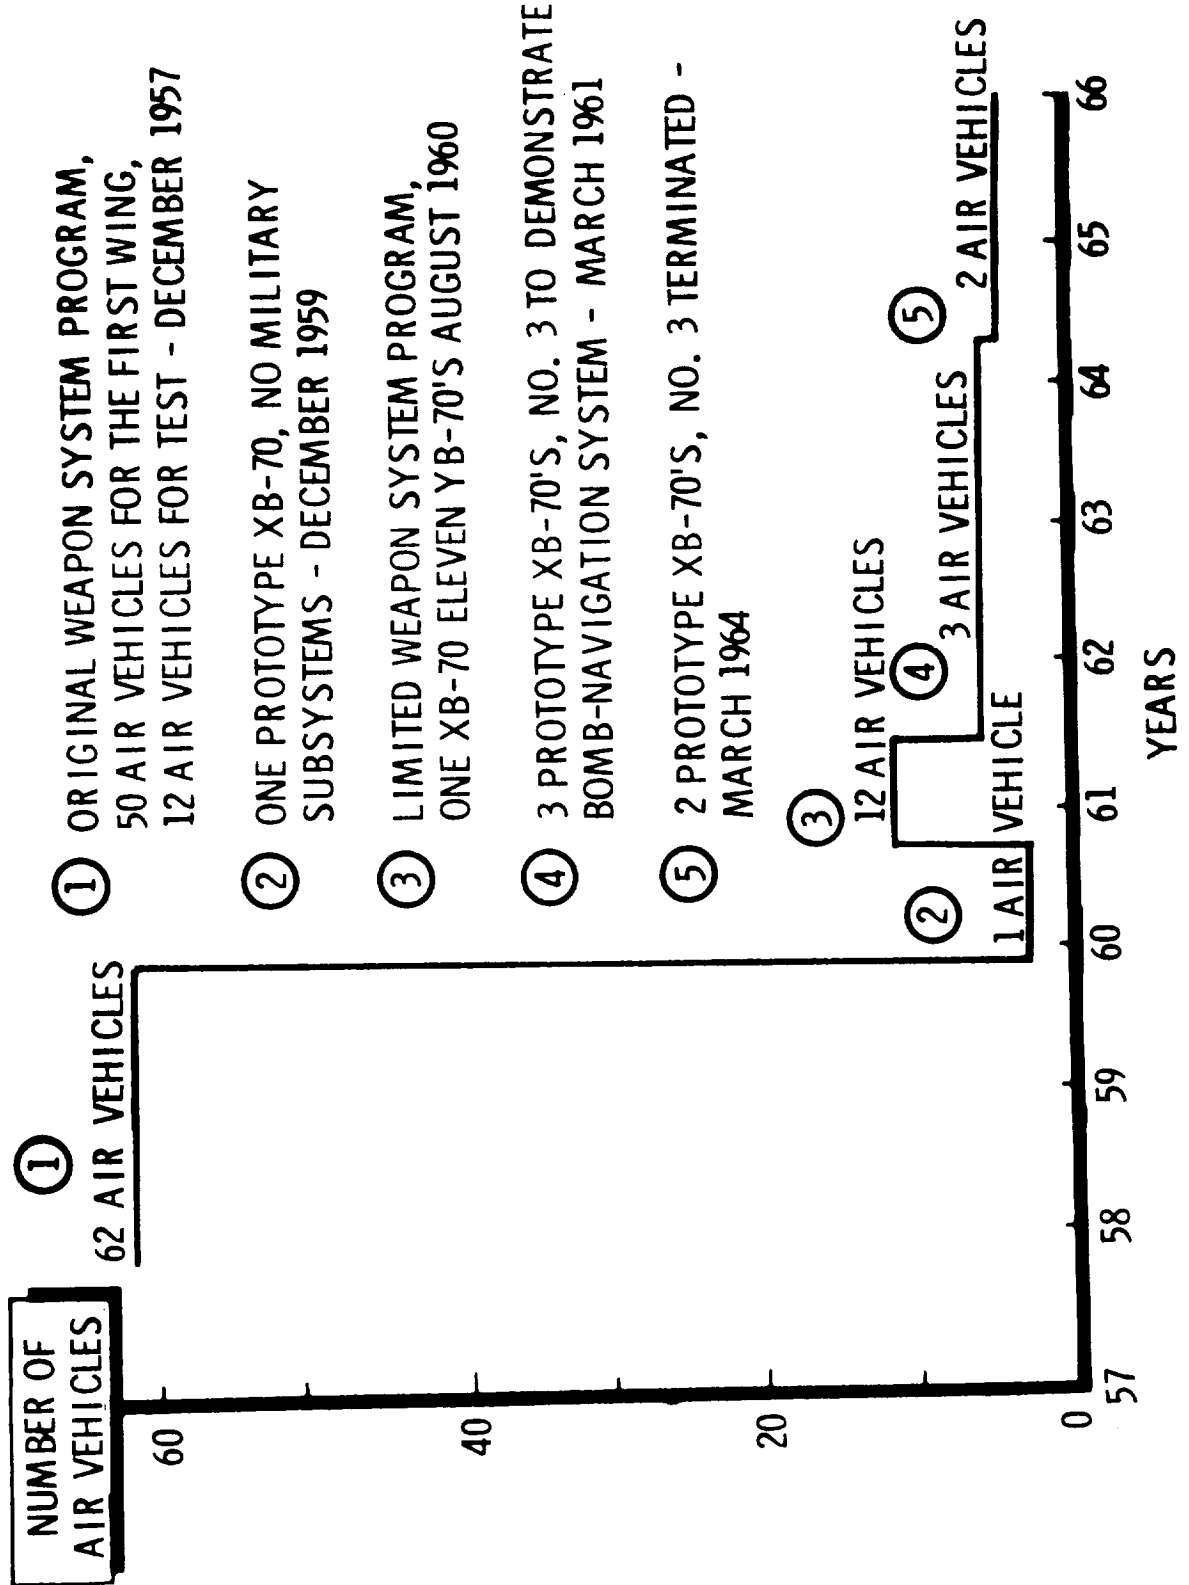 NUMBER OF
AIR VEHICLES
60
40
20
0
57
58
59
60
61
62
63
64
65
66
YEARS
①
62 AIR VEHICLES
②
1 AIR VEHICLE
③
12 AIR VEHICLES
④
3 AIR VEHICLES
⑤
2 AIR VEHICLES
① ORIGINAL WEAPON SYSTEM PROGRAM,
50 AIR VEHICLES FOR THE FIRST WING,
12 AIR VEHICLES FOR TEST - DECEMBER 1957
② ONE PROTOTYPE XB-70, NO MILITARY
SUBSYSTEMS - DECEMBER 1959
③ LIMITED WEAPON SYSTEM PROGRAM,
ONE XB-70 ELEVEN YB-70'S AUGUST 1960
④ 3 PROTOTYPE XB-70'S, NO. 3 TO DEMONSTRATE
BOMB-NAVIGATION SYSTEM - MARCH 1961
⑤ 2 PROTOTYPE XB-70'S, NO. 3 TERMINATED -
MARCH 1964